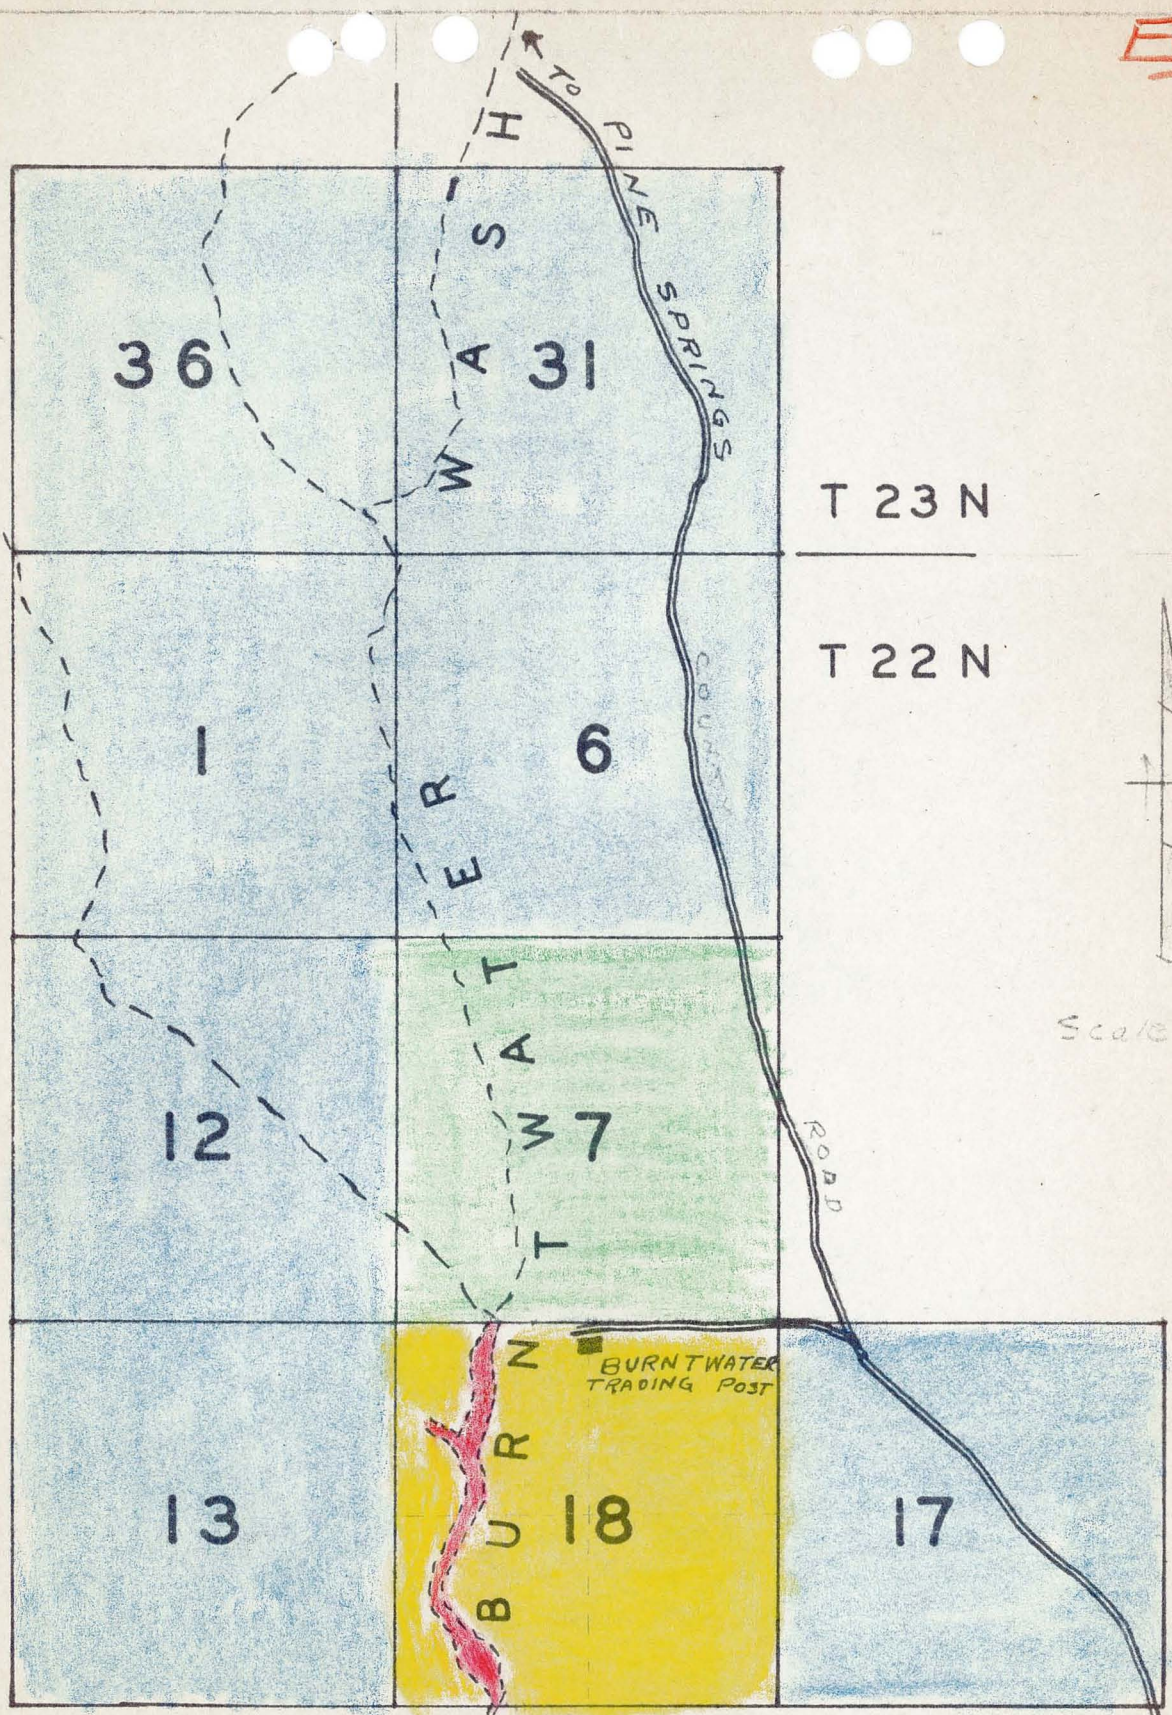 E
TO PINE SPRINGS
36
31
T 23 N
T 22 N
1
6
COUNTY
12
7
ROAD
Scale
BURNTWATER
TRADING POST
13
18
17
BURNTWATER WASH